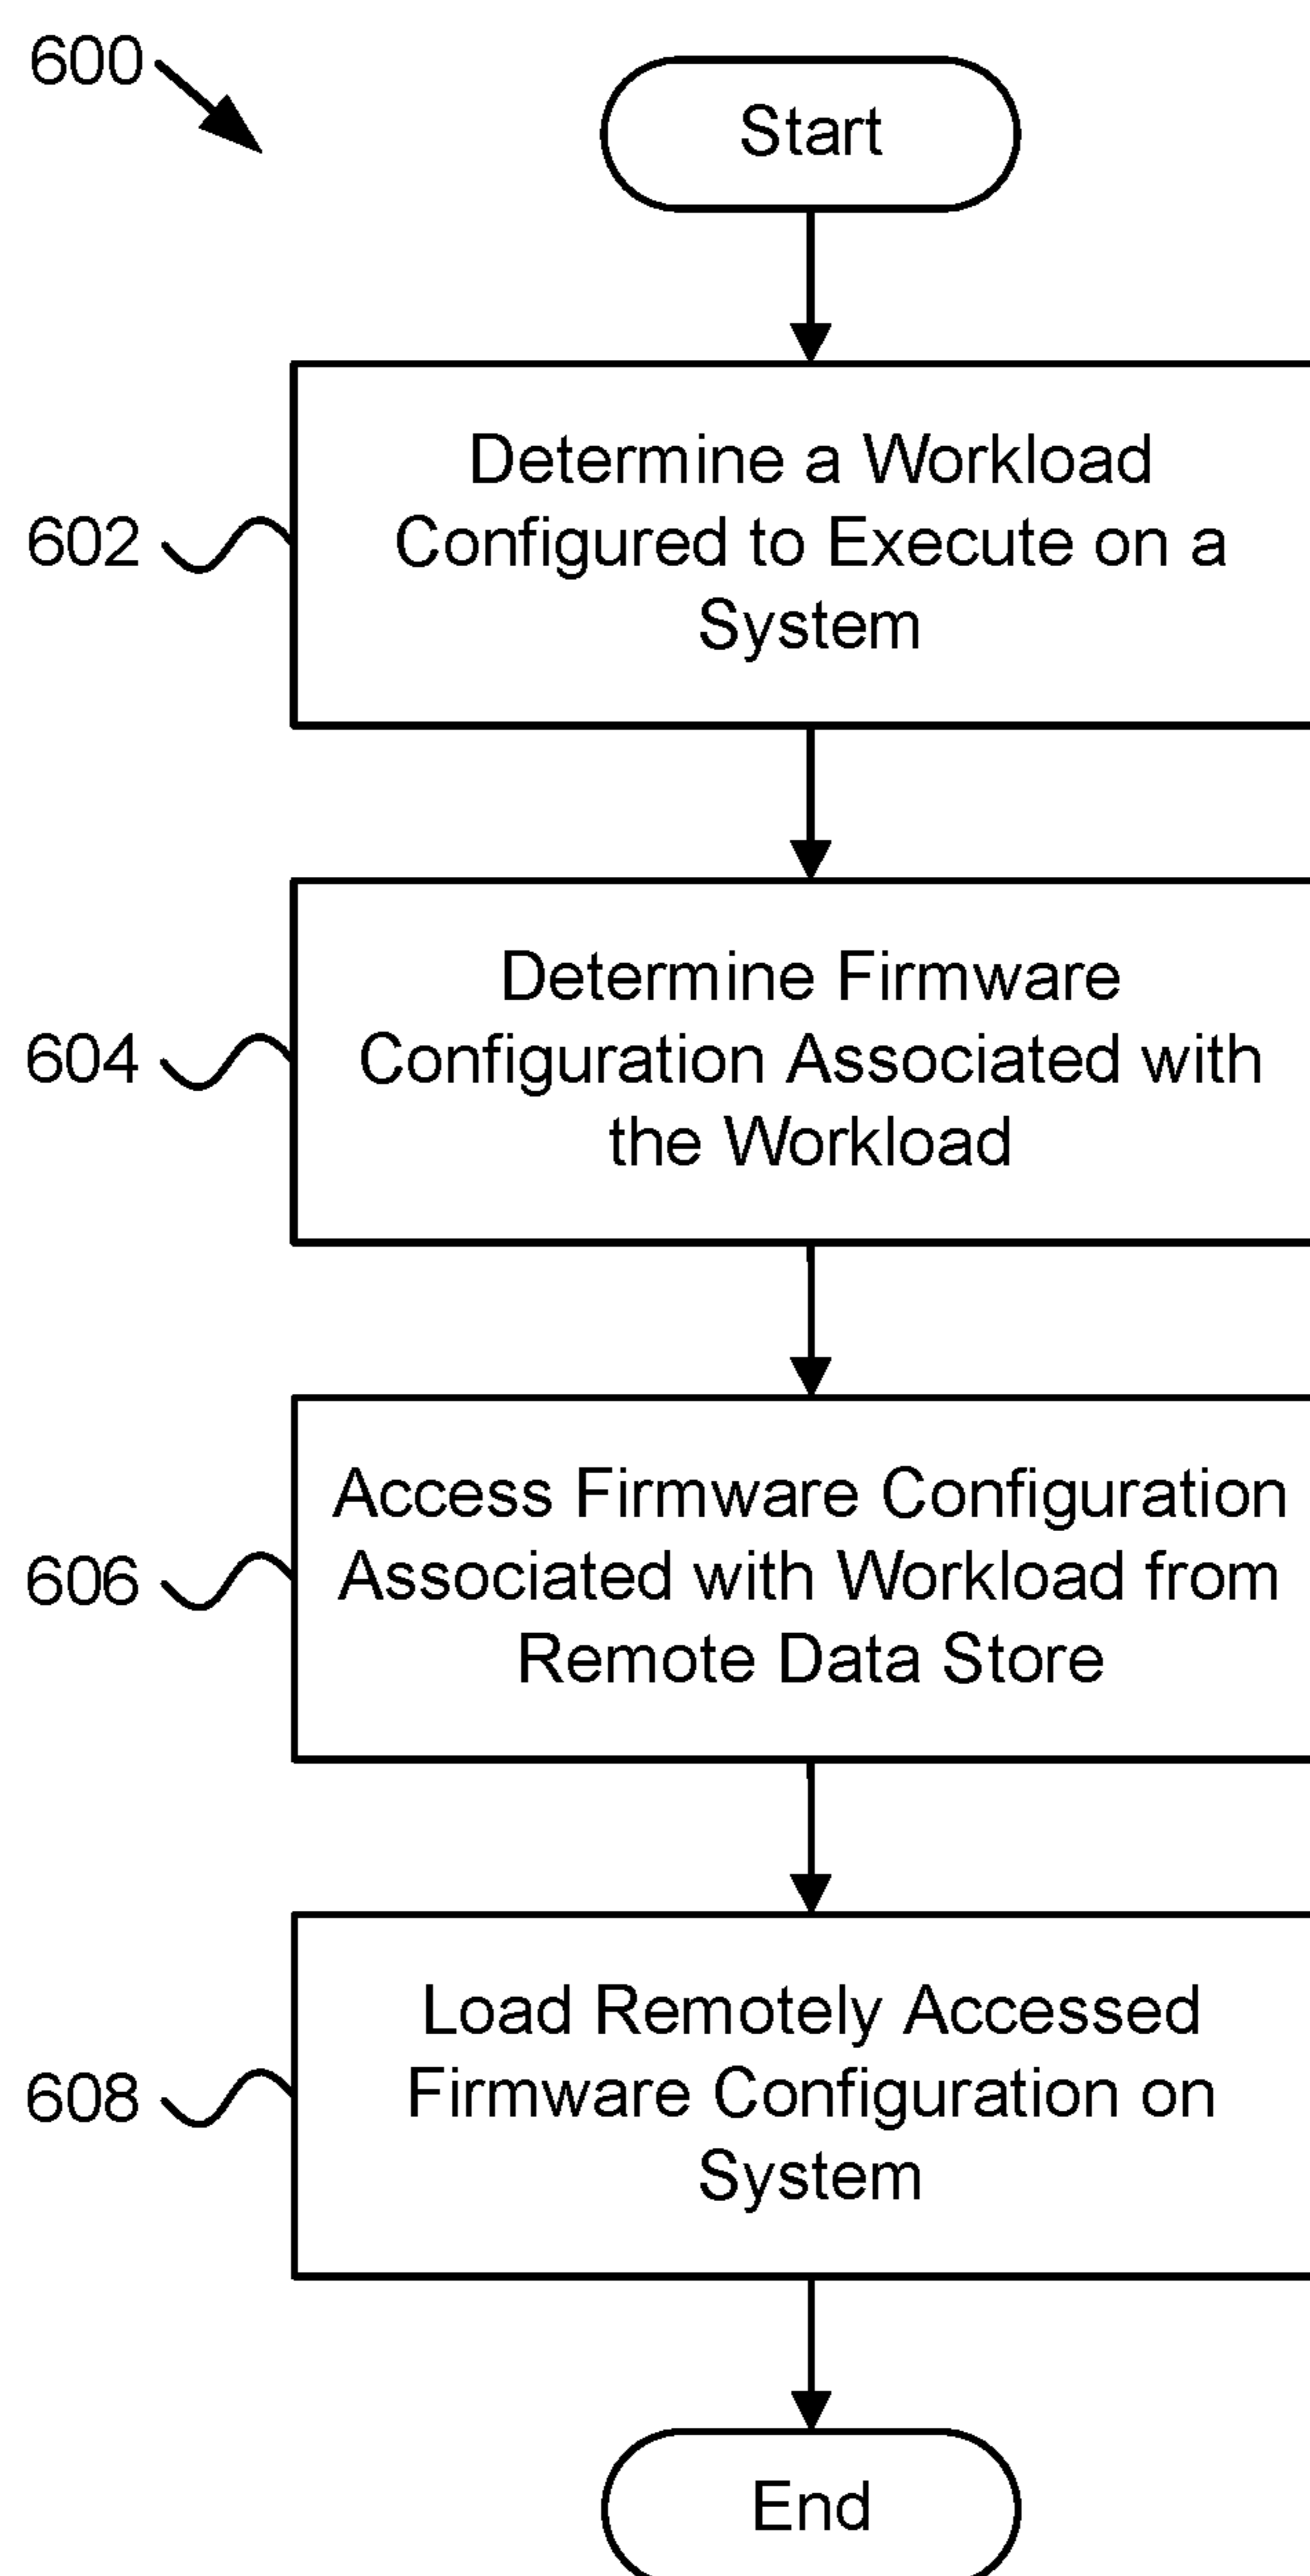 600
Start
602
Determine a Workload
Configured to Execute on a
System
604
Determine Firmware
Configuration Associated with
the Workload
606
Access Firmware Configuration
Associated with Workload from
Remote Data Store
608
Load Remotely Accessed
Firmware Configuration on
System
End